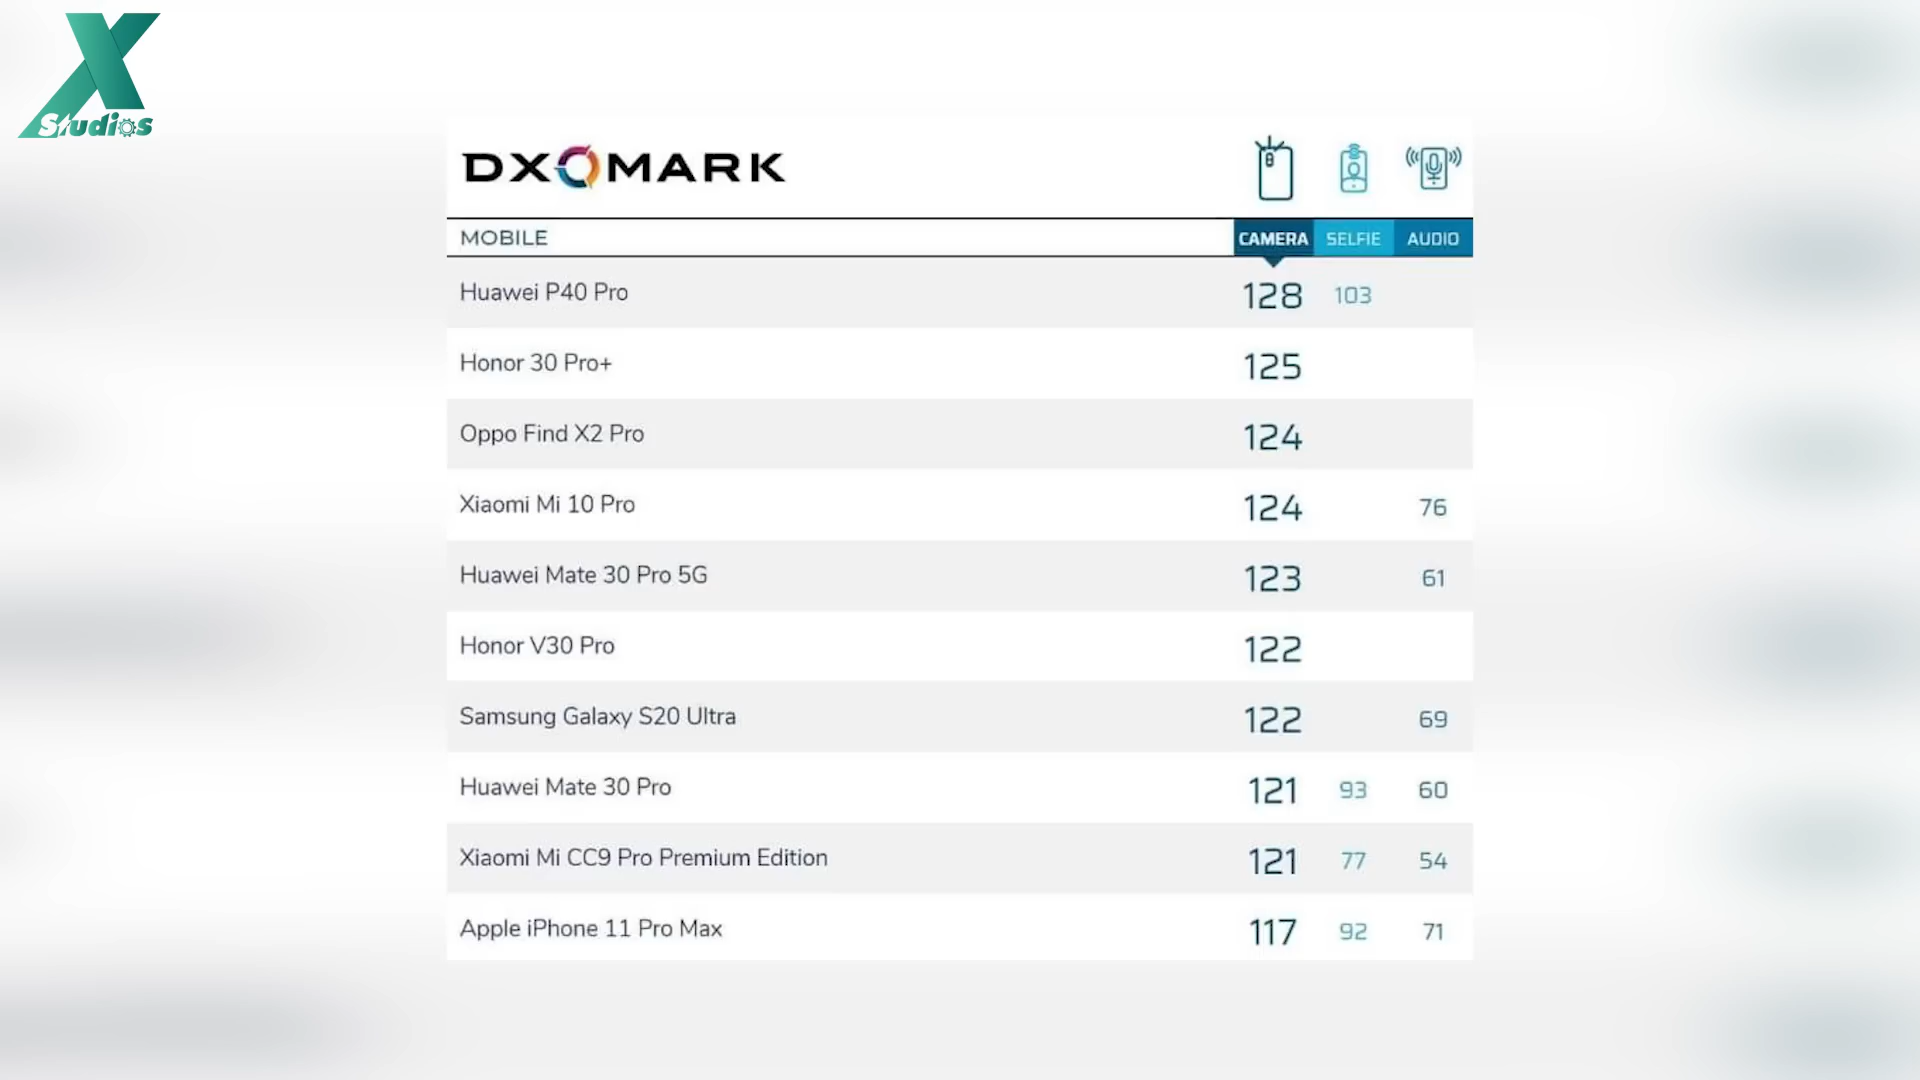 X
Studios
DXOMARK
MOBILE CAMERA SELFIE AUDIO
Huawei P40 Pro 128 103
Honor 30 Pro+ 125
Oppo Find X2 Pro 124
Xiaomi Mi 10 Pro 124 76
Huawei Mate 30 Pro 5G 123 61
Honor V30 Pro 122
Samsung Galaxy S20 Ultra 122 69
Huawei Mate 30 Pro 121 93 60
Xiaomi Mi CC9 Pro Premium Edition 121 77 54
Apple iPhone 11 Pro Max 117 92 71